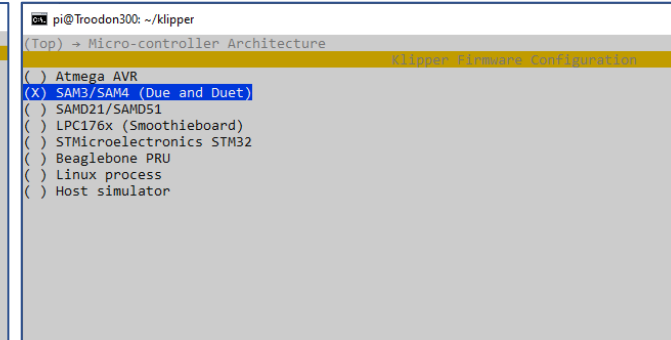 pi@Troodon300: ~/klipper
(Top) → Micro-controller Architecture
Klipper Firmware Configuration
( ) Atmega AVR
(X) SAM3/SAM4 (Due and Duet)
( ) SAMD21/SAMD51
( ) LPC176x (Smoothieboard)
( ) STMicroelectronics STM32
( ) Beaglebone PRU
( ) Linux process
( ) Host simulator